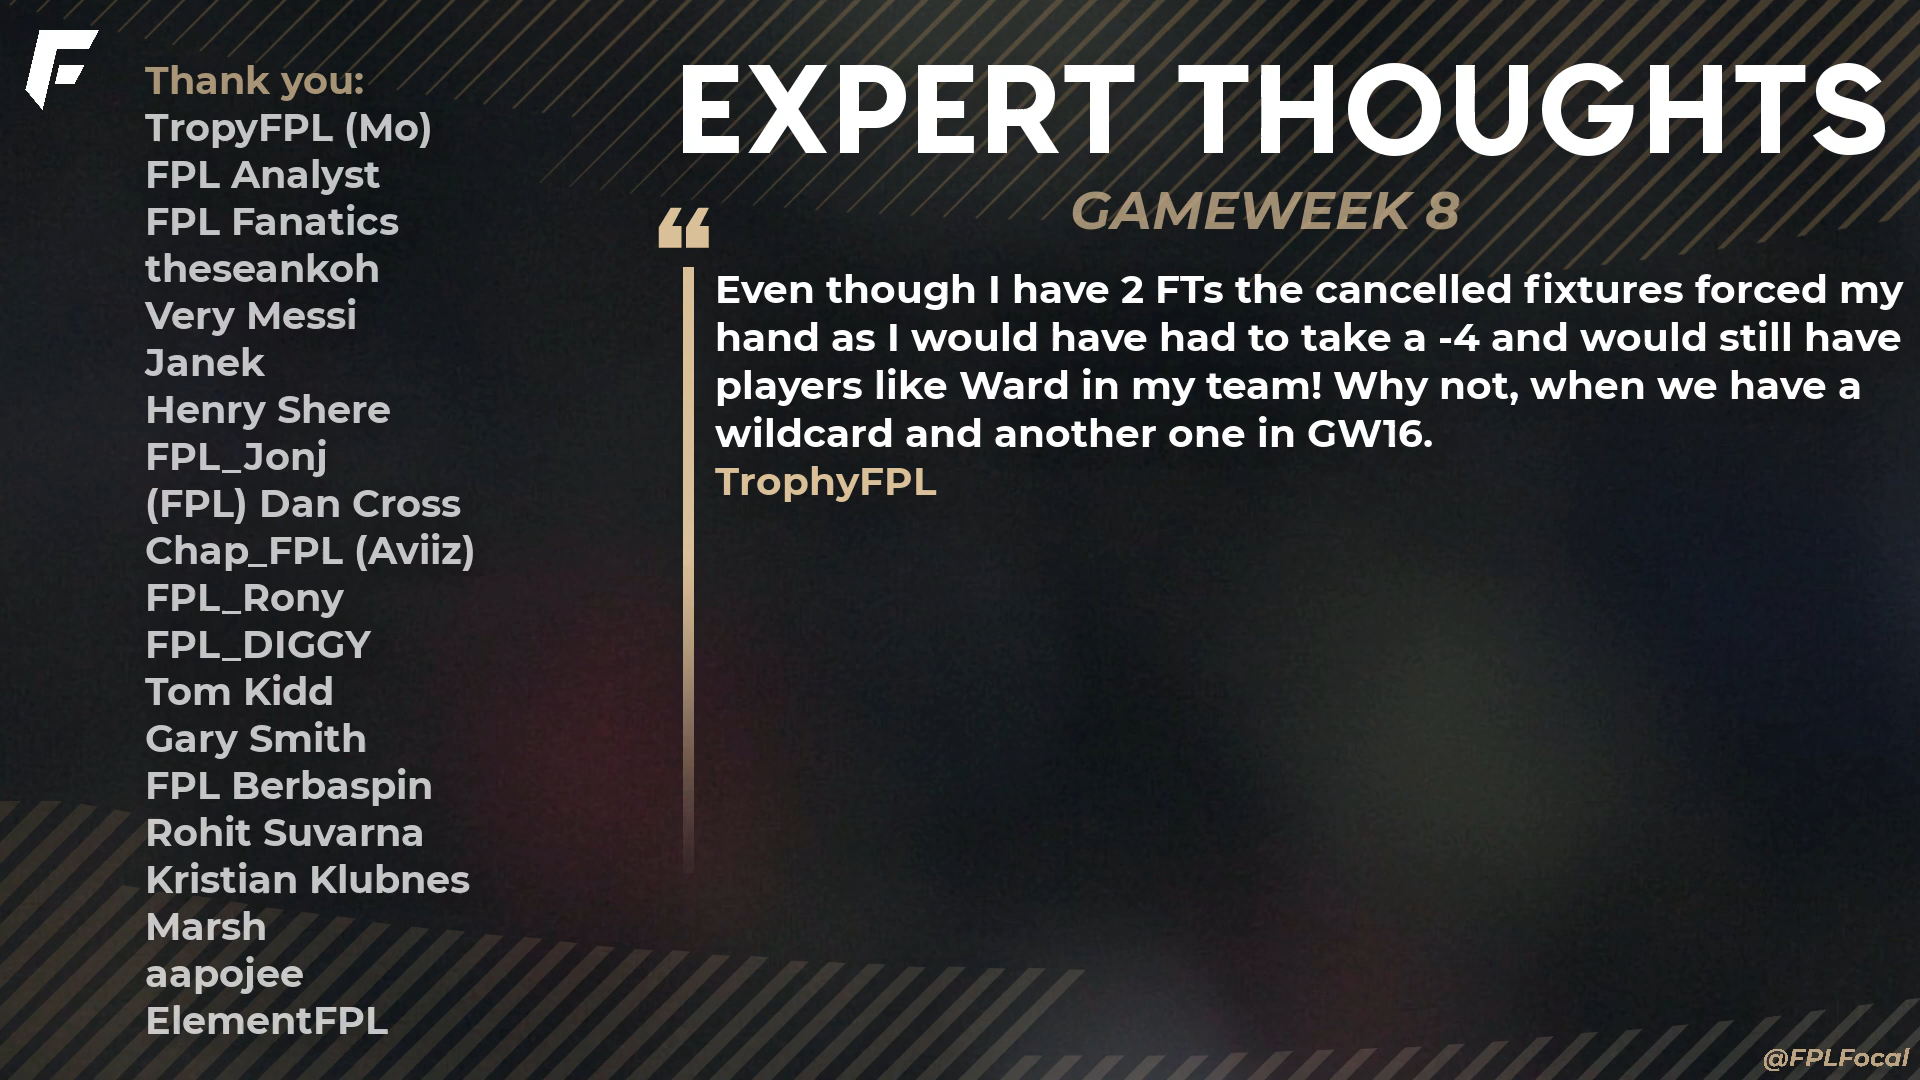 Thank you:
TropyFPL (Mo)
FPL Analyst
FPL Fanatics
theseankoh
Very Messi
Janek
Henry Shere
FPL_Jonj
(FPL) Dan Cross
Chap_FPL (Aviiz)
FPL_Rony
FPL_DIGGY
Tom Kidd
Gary Smith
FPL Berbaspin
Rohit Suvarna
Kristian Klubnes
Marsh
aapojee
ElementFPL
EXPERT THOUGHTS
GAMEWEEK 8
“
Even though I have 2 FTs the cancelled fixtures forced my
hand as I would have had to take a -4 and would still have
players like Ward in my team! Why not, when we have a
wildcard and another one in GW16.
TrophyFPL
@FPLFocal